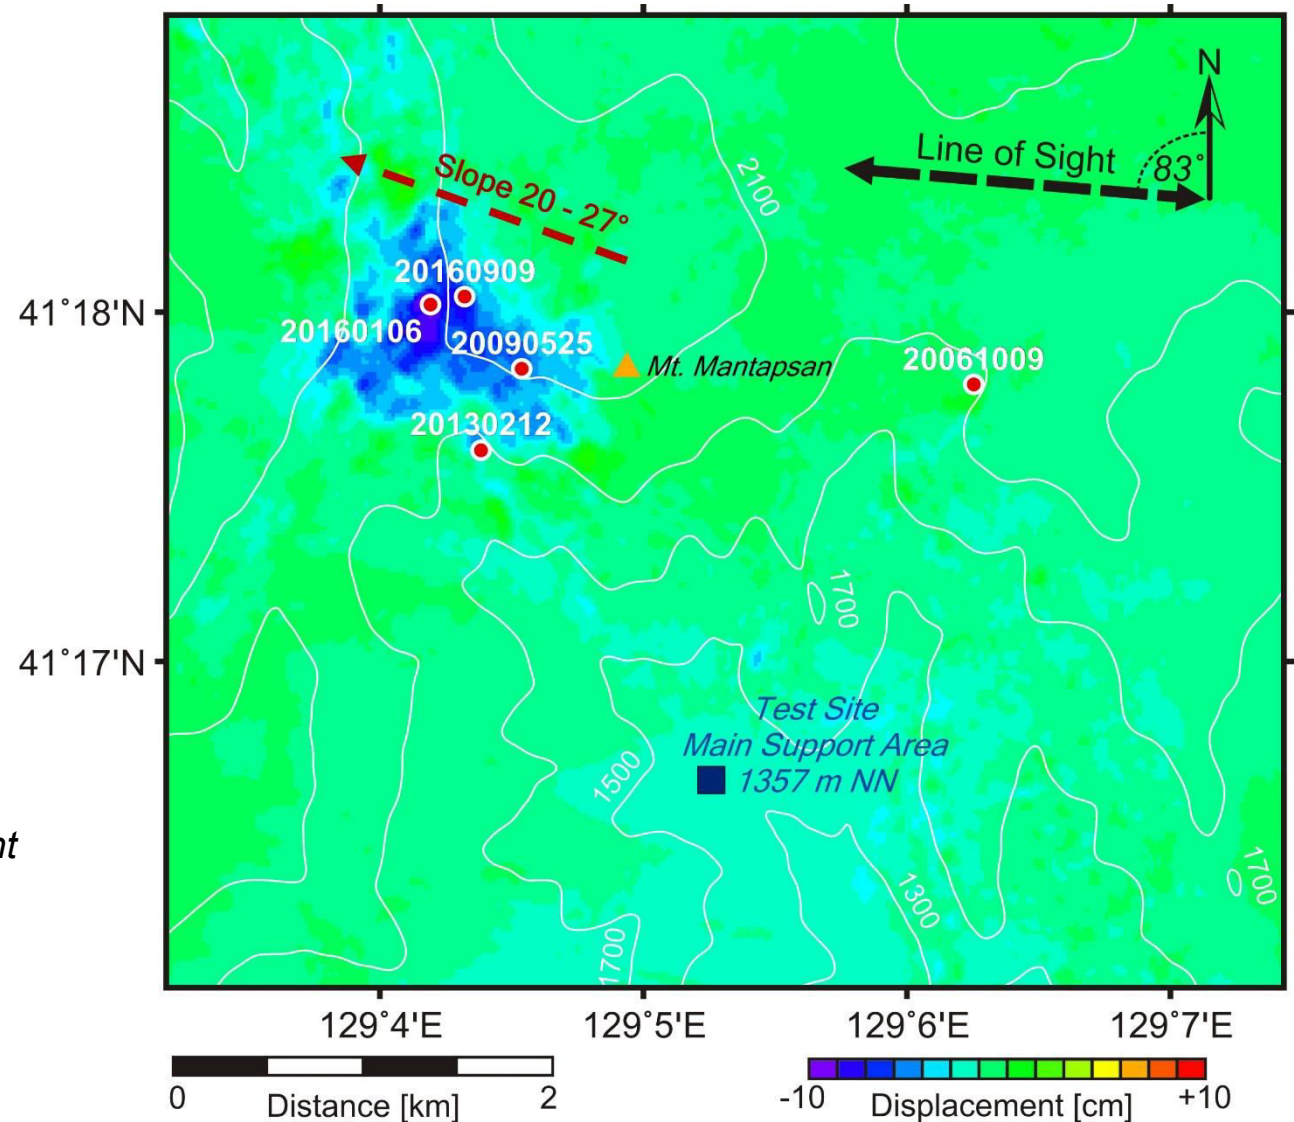 N
Line of Sight
83°
Slope 20 - 27°
2100
20160909
41°18'N
20160106
20090525
Mt. Mantapsan
20061009
20130212
1700
41°17'N
Test Site
Main Support Area
1357 m NN
1500
nt
1300
1700
1700
129°4'E
129°5'E
129°6'E
129°7'E
0
Distance [km]
2
-10
Displacement [cm]
+10